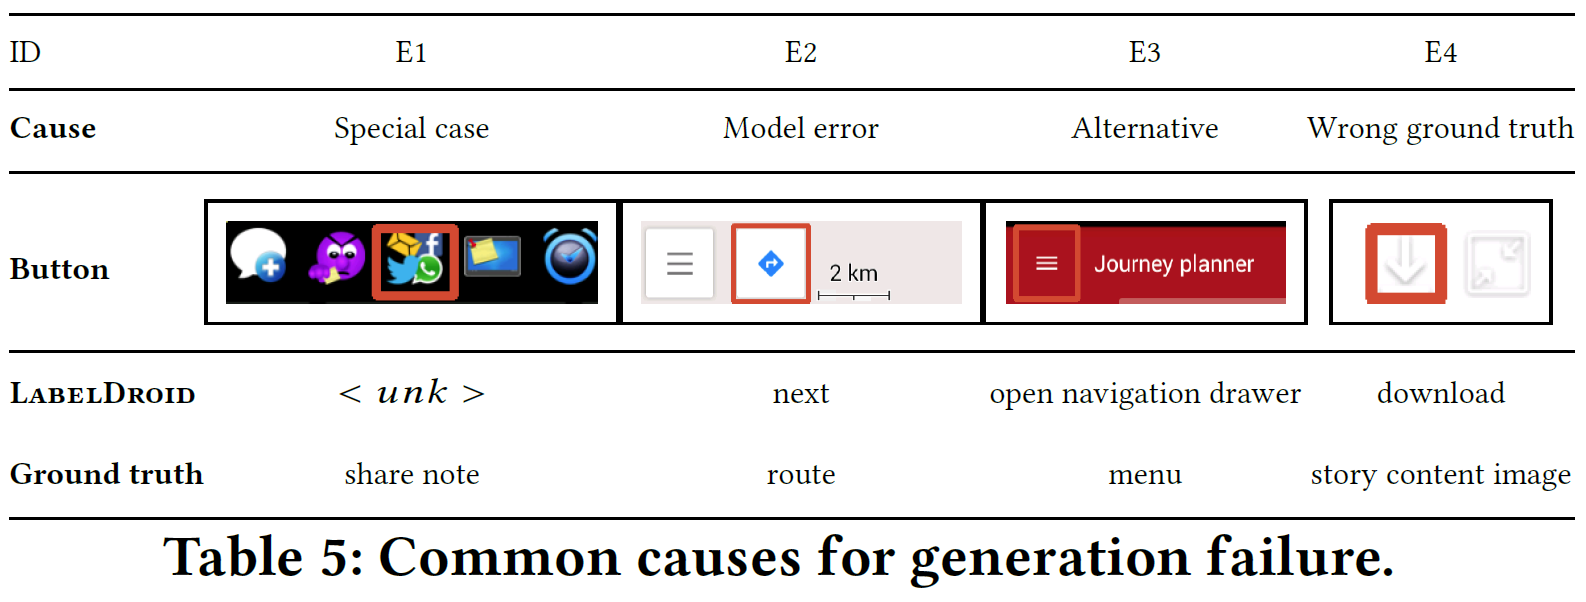 ID E1 E2 E3 E4
Cause Special case Model error Alternative Wrong ground truth
Button 2 km Journey planner
LABELDROID < unk > next open navigation drawer download
Ground truth share note route menu story content image
Table 5: Common causes for generation failure.